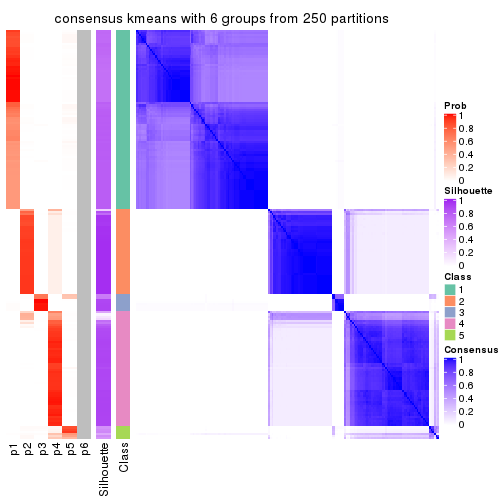 consensus kmeans with 6 groups from 250 partitions
Prob
1
0.8
0.6
0.4
0.2
0
Silhouette
1
0.8
0.6
0.4
0.2
0
Class
1
2
3
4
5
Consensus
1
0.8
0.6
0.4
0.2
0
p1
p2
p3
p4
p5
p6
Silhouette
Class